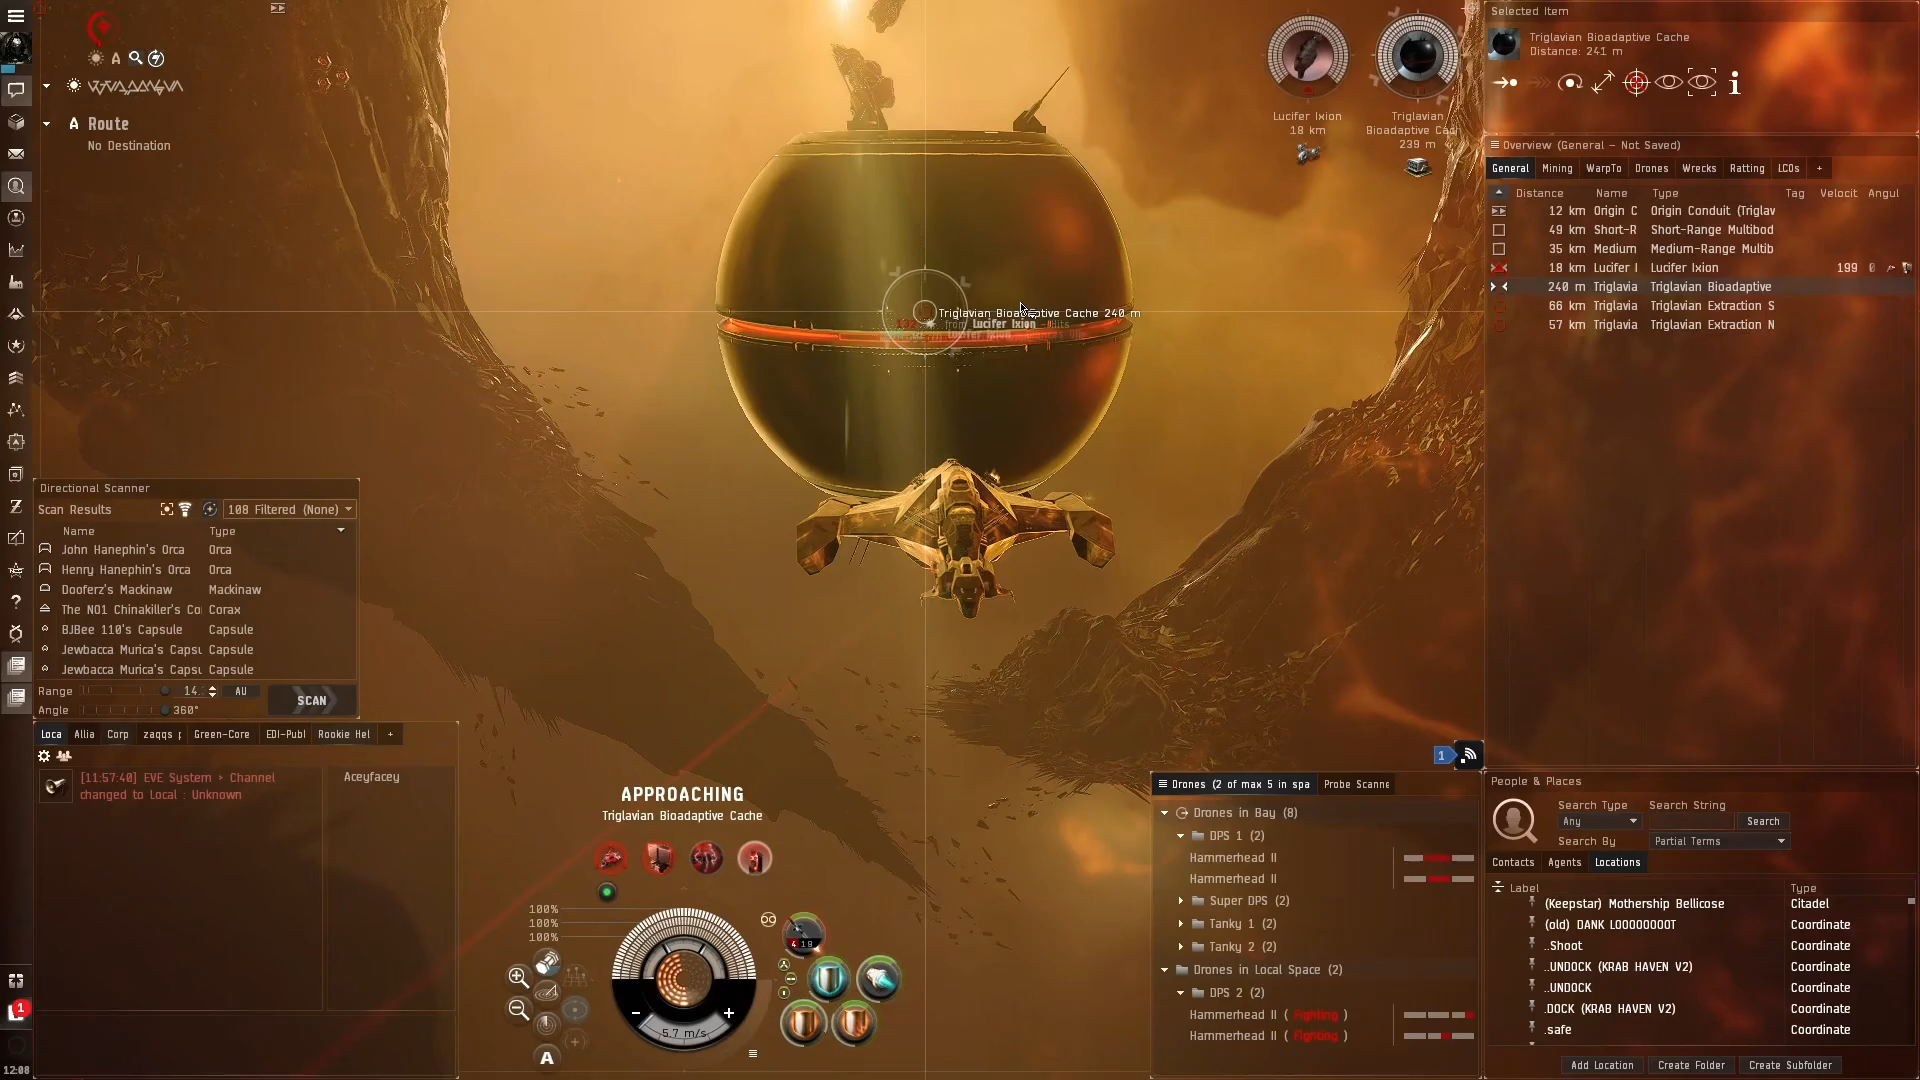 Route
No Destination
Lucifer Ixion
18 km
Triglavian
239 m
Selected Item
Triglavian Bioadaptive Cache
Distance: 241 m
Overview (General - Not Saved)
General Mining WarpTo Drones Wrecks Ratting LCOs +
Distance Name Type Tag Velocit Angul
12 km Origin C Origin Conduit (Triglav
49 km Short-R Short-Range Multibod
35 km Medium Medium-Range Multib
18 km Lucifer I Lucifer Ixion 199 0
240 m Triglavia Triglavian Bioadaptive
66 km Triglavia Triglavian Extraction S
57 km Triglavia Triglavian Extraction N
Triglavian Bioadaptive Cache 240 m
from Lucifer Ixion - Hits
Directional Scanner
Scan Results 108 Filtered (None)
Name Type
John Hanephin's Orca Orca
Henry Hanephin's Orca Orca
Dooferz's Mackinaw Mackinaw
The NO1 Chinakiller's Co Corax
BJBee 110's Capsule Capsule
Jewbacca Murica's Capsu Capsule
Jewbacca Murica's Capsu Capsule
Range 14. AU
SCAN
Angle 360°
Loca Allia Corp zaqqs Green-Core EDI-Publ Rookie Hel +
[11:57:40] EVE System > Channel
changed to Local : Unknown
Aceyfacey
APPROACHING
Triglavian Bioadaptive Cache
100%
100%
100%
4 19
5.7 m/s
A
1
12:08
1
Drones (2 of max 5 in spa Probe Scanne
Drones in Bay (8)
DPS 1 (2)
Hammerhead II
Hammerhead II
Super DPS (2)
Tanky 1 (2)
Tanky 2 (2)
Drones in Local Space (2)
DPS 2 (2)
Hammerhead II ( Fighting )
Hammerhead II ( Fighting )
People & Places
Search Type Search String
Any Search
Search By Partial Terms
Contacts Agents Locations
Label Type
(Keepstar) Mothership Bellicose Citadel
(old) DANK LOOOOOOOT Coordinate
..Shoot Coordinate
..UNDOCK (KRAB HAVEN V2) Coordinate
..UNDOCK Coordinate
.DOCK (KRAB HAVEN V2) Coordinate
.safe Coordinate
Add Location Create Folder Create Subfolder